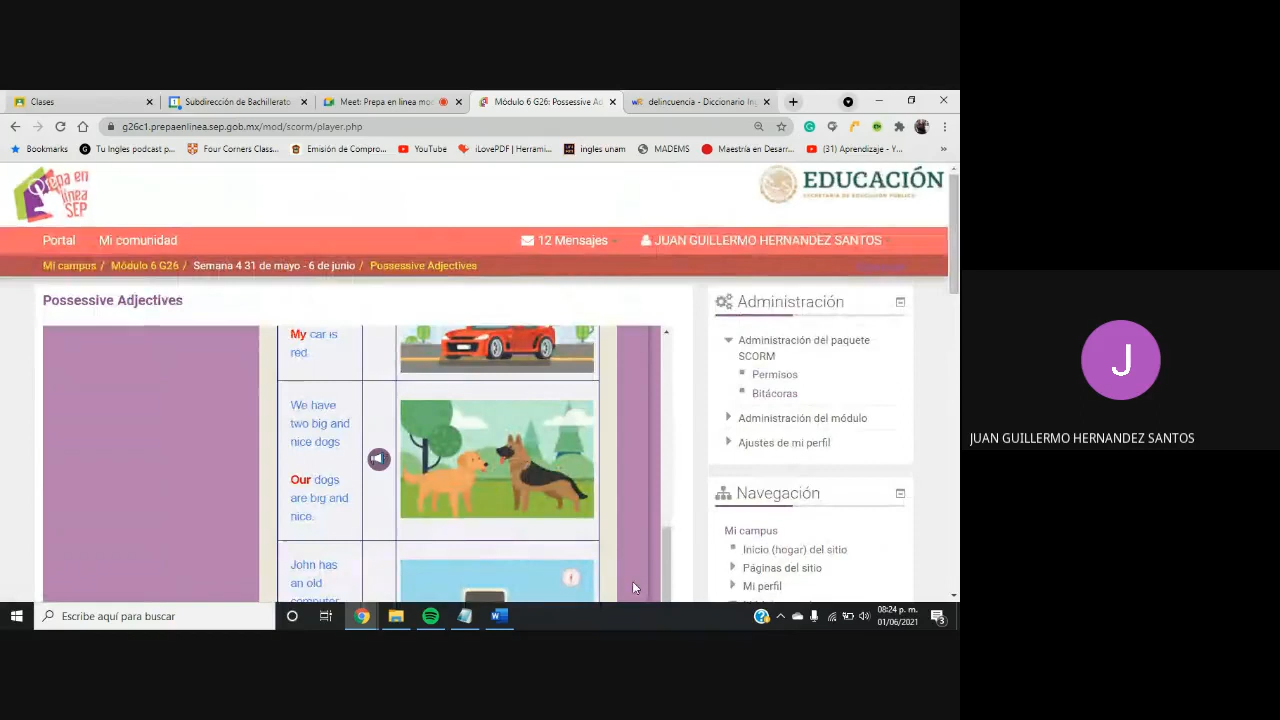 Clases
Subdirección de Bachillerato
Meet: Prepa en linea mo
Módulo 6 G26: Possessive Ad
delincuencia - Diccionario In
g26c1.prepaenlinea.sep.gob.mx/mod/scorm/player.php
Bookmarks
Tu Ingles podcast p...
Four Corners Class...
Emisión de Compro...
YouTube
iLovePDF | Herrami...
ingles unam
MADEMS
Maestría en Desarr...
(31) Aprendizaje - Y...
»
Prepa en
línea
SEP
EDUCACIÓN
SECRETARÍA DE EDUCACIÓN PÚBLICA
Portal
Mi comunidad
12 Mensajes
JUAN GUILLERMO HERNANDEZ SANTOS
Mi campus / Módulo 6 G26 / Semana 4 31 de mayo - 6 de junio / Possessive Adjectives
Possessive Adjectives
My car is
red.
We have
two big and
nice dogs
Our dogs
are big and
nice.
John has
an old
computer
Administración
Administración del paquete
SCORM
Permisos
Bitácoras
Administración del módulo
Ajustes de mi perfil
Navegación
Mi campus
Inicio (hogar) del sitio
Páginas del sitio
Mi perfil
J
JUAN GUILLERMO HERNANDEZ SANTOS
Escribe aquí para buscar
08:24 p. m.
01/06/2021
3